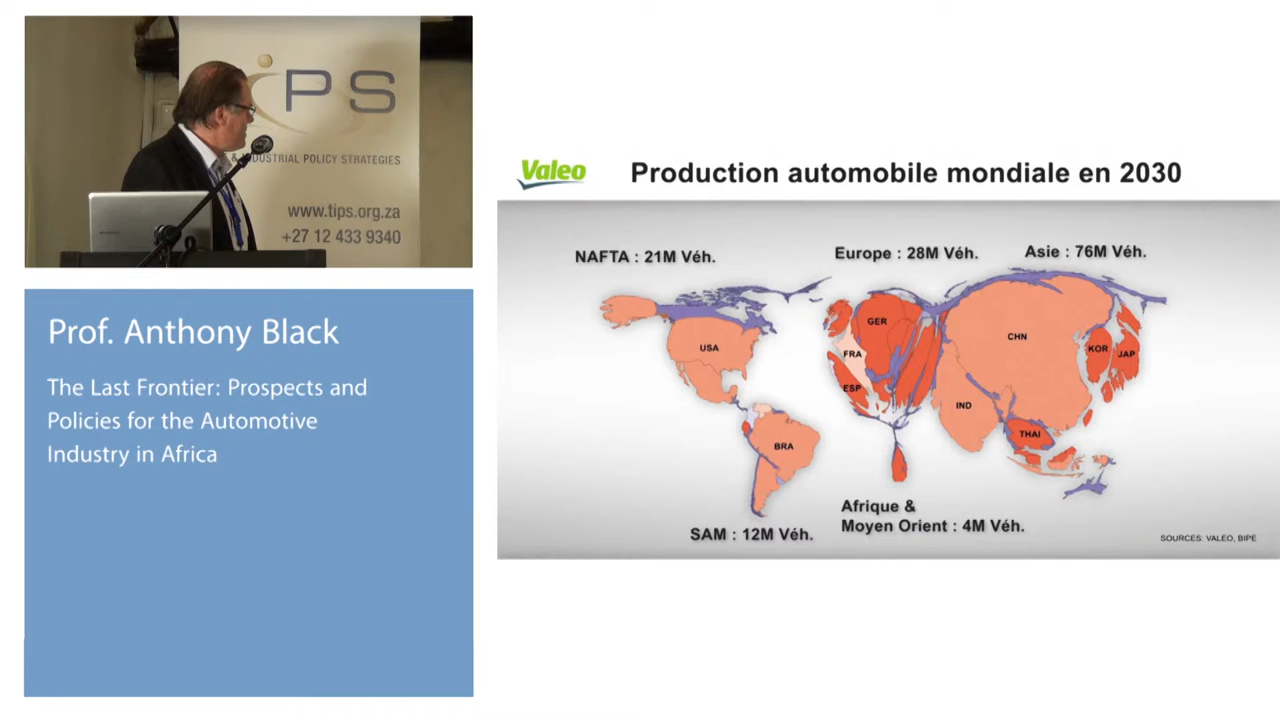 PS
& INDUSTRIAL POLICY STRATEGIES
www.tips.org.za
+27 12 433 9340
Prof. Anthony Black
The Last Frontier: Prospects and
Policies for the Automotive
Industry in Africa
Valeo
Production automobile mondiale en 2030
NAFTA : 21M Véh.
Europe : 28M Véh.
Asie : 76M Véh.
USA
GER
FRA
ESP
CHN
KOR
JAP
IND
THAI
BRA
Afrique &
Moyen Orient : 4M Véh.
SAM : 12M Véh.
SOURCES: VALEO, BIPE